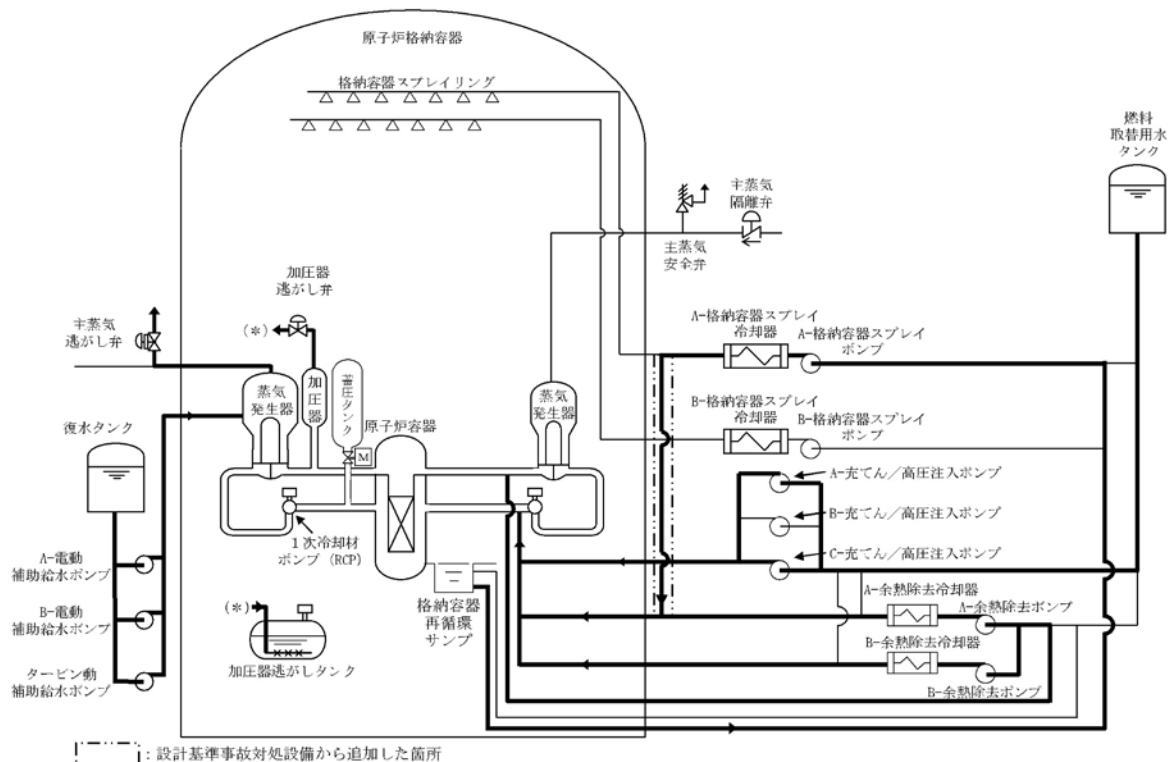 原子炉格納容器
格納容器スプレイリング
燃料
取替用水
タンク
主蒸気
隔離弁
主蒸気
安全弁
加圧器
逃がし弁
(*)
主蒸気
逃がし弁
A-格納容器スプレイ
冷却器
A-格納容器スプレイ
ポンプ
蒸気
発生器
加圧器
蓄圧タンク
原子炉容器
蒸気
発生器
B-格納容器スプレイ
冷却器
B-格納容器スプレイ
ポンプ
復水タンク
M
A-充てん/高圧注入ポンプ
B-充てん/高圧注入ポンプ
C-充てん/高圧注入ポンプ
1次冷却材
ポンプ(RCP)
A-電動
補助給水ポンプ
B-電動
補助給水ポンプ
タービン動
補助給水ポンプ
(*)
加圧器逃がしタンク
格納容器
再循環
サンプ
A-余熱除去冷却器
A-余熱除去ポンプ
B-余熱除去冷却器
B-余熱除去ポンプ
:設計基準事故対処設備から追加した箇所